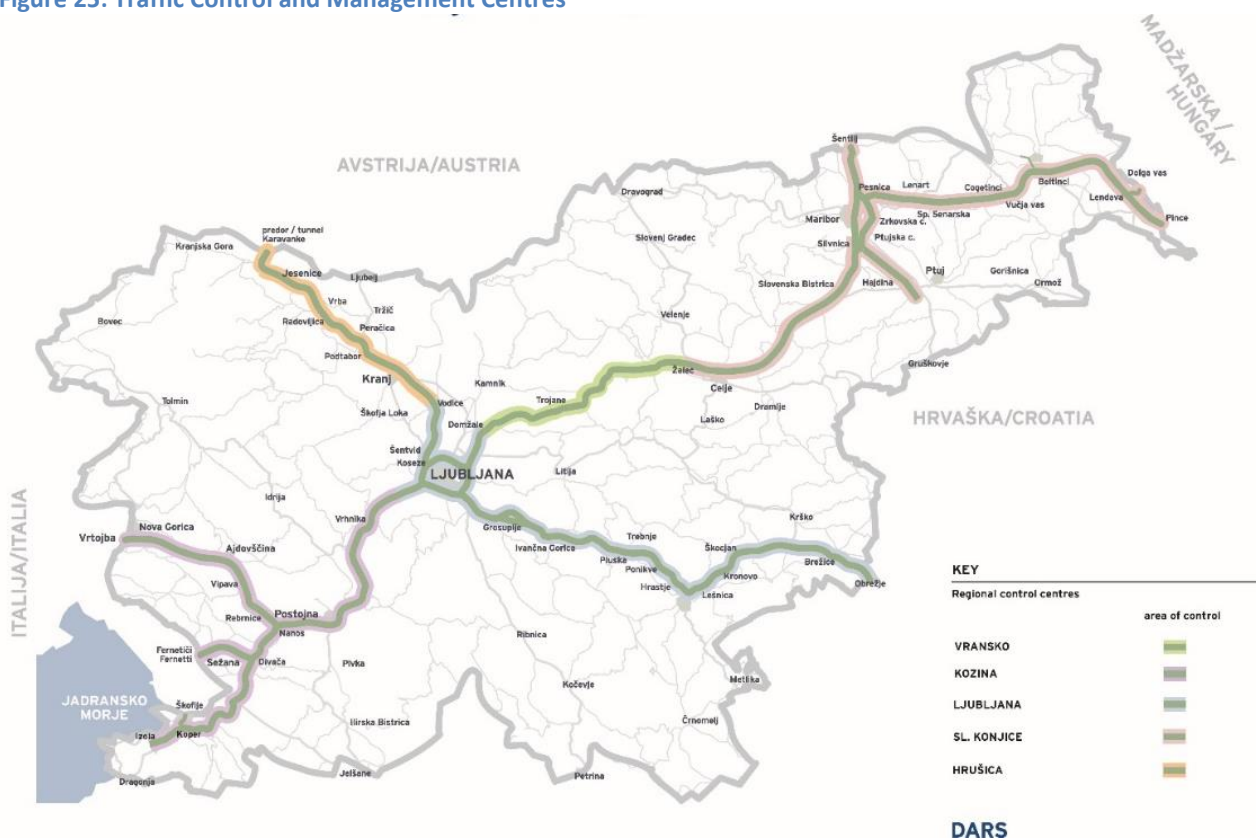 Figure 25: Traffic Control and Management Centres
MADŽARSKA /
HUNGARY
AVSTRIJA/AUSTRIA
Šentilj
Dravograd
Pesnica
Lenart
Cogetinci
Beltinci
Dolga vas
Lendava
Pince
Maribor
Zrkovska c.
Sp. Senarska
Vučja vas
Slivnica
Ptujska c.
predor / tunnel
Karavanke
Kranjska Gora
Slovenj Gradec
Jesenice
Ljubelj
Slovenska Bistrica
Hajdina
Ptuj
Gorišnica
Ormož
Vrba
Tržič
Bovec
Radovljica
Peračica
Velenje
Podtabor
Gruškovje
Kranj
Kamnik
Žalec
Celje
Tolmin
Škofja Loka
Vodice
Trojane
Dramlje
Domžale
Laško
HRVAŠKA/CROATIA
Šentvid
Koseze
LJUBLJANA
Litija
Idrija
Vrhnika
Krško
Nova Gorica
Vrtojba
Grosuplje
Ivančna Gorica
Trebnje
Škocjan
Ajdovščina
Pluska
Ponikve
Kronovo
Brežice
Obrežje
Vipava
Hrastje
Lešnica
ITALIJA/ITALIA
Rebrnice
Postojna
Nanos
Ribnica
Fernetiči
Fernetti
Sežana
Divača
Pivka
Metlika
Kočevje
JADRANSKO
MORJE
Škofije
Črnomelj
Izola
Koper
Ilirska Bistrica
Dragonja
Jelšane
Petrina
KEY
Regional control centres
area of control
VRANSKO
KOZINA
LJUBLJANA
SL. KONJICE
HRUŠICA
DARS